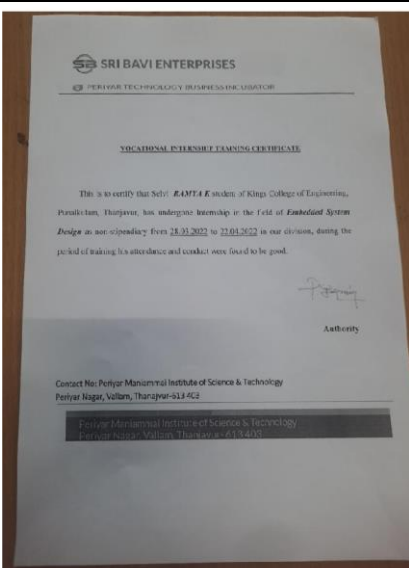 SB SRI BAVI ENTERPRISES
@ PERIYAR TECHNOLOGY BUSINESS INCUBATOR
VOCATIONAL INTERNSHIP TRAINING CERTIFICATE
This is to certify that Selvi RAMYA K student of Kings College of Engineering,
Punalkulam, Thanjavur, has undergone Internship in the field of Embedded System
Design as non-stipendiary from 28.03.2022 to 22.04.2022 in our division, during the
period of training his attendance and conduct were found to be good.
Authority
Contact No: Periyar Maniammai Institute of Science & Technology
Periyar Nagar, Vallam, Thanajvur-613 403
Periyar Maniammai Institute of Science & Technology
Periyar Nagar, Vallam, Thanjavur - 613 403